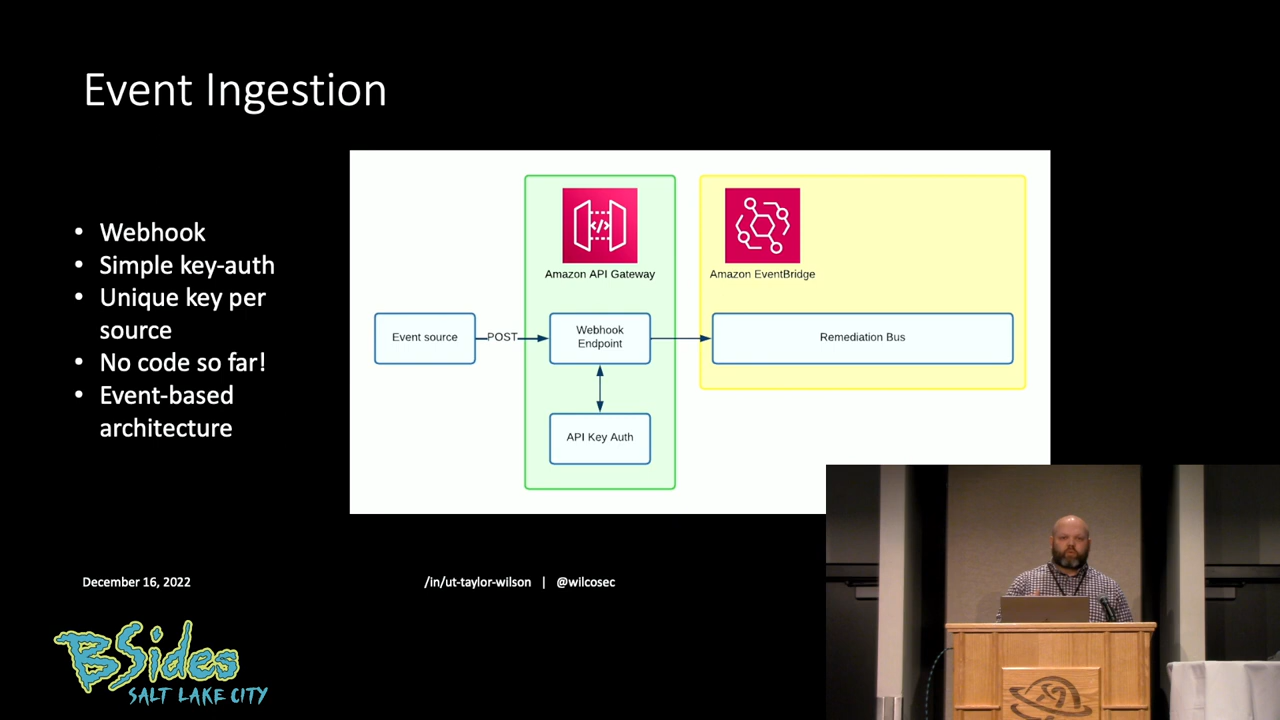 Event Ingestion
• Webhook
• Simple key-auth
• Unique key per
source
• No code so far!
• Event-based
architecture
Amazon API Gateway
Amazon EventBridge
Event source
POST
Webhook
Endpoint
Remediation Bus
API Key Auth
December 16, 2022
/in/ut-taylor-wilson | @wilcosec
BSides
SALT LAKE CITY